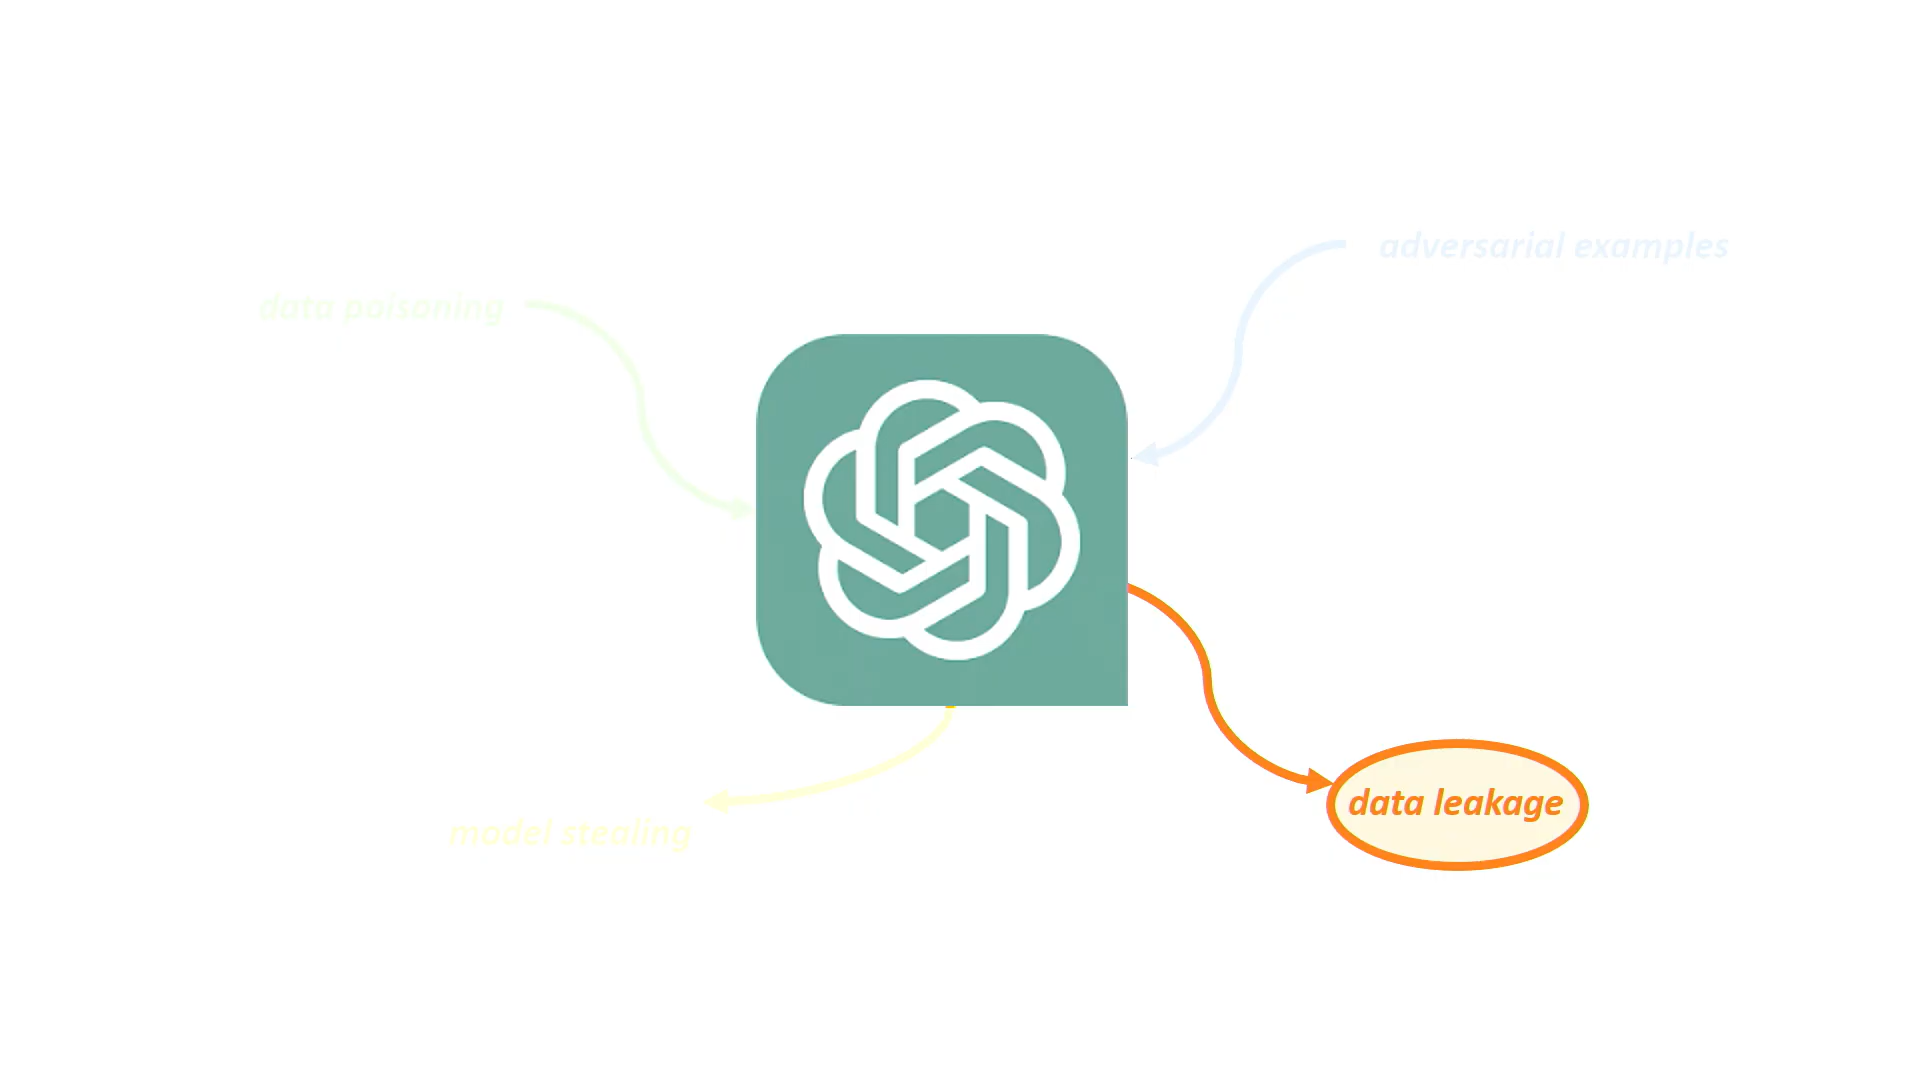 adversarial examples
data poisoning
data leakage
model stealing